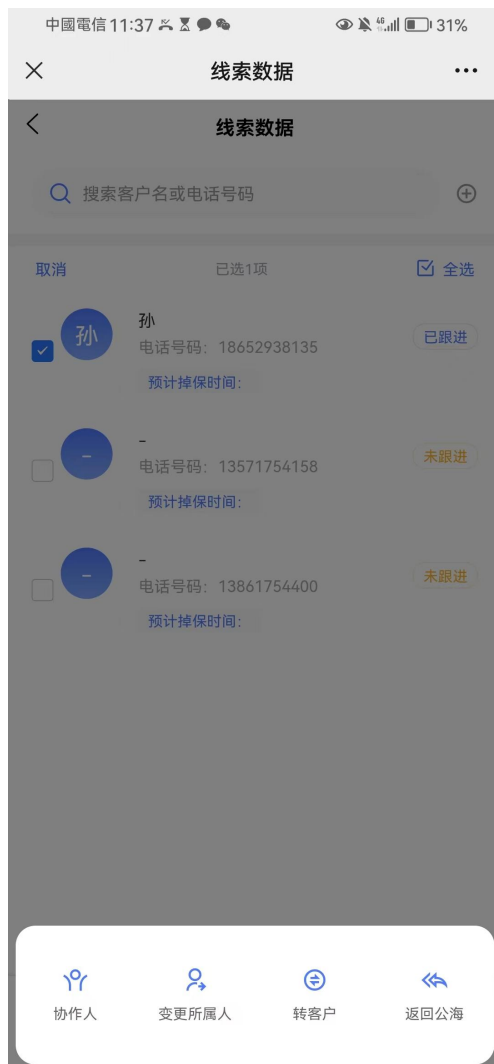 中國電信 11:37 46 31%
线索数据
线索数据
搜索客户名或电话号码
取消 已选1项 全选
孙
孙
电话号码：18652938135
已跟进
预计掉保时间：
-
-
电话号码：13571754158
未跟进
预计掉保时间：
-
-
电话号码：13861754400
未跟进
预计掉保时间：
协作人 变更所属人 转客户 返回公海